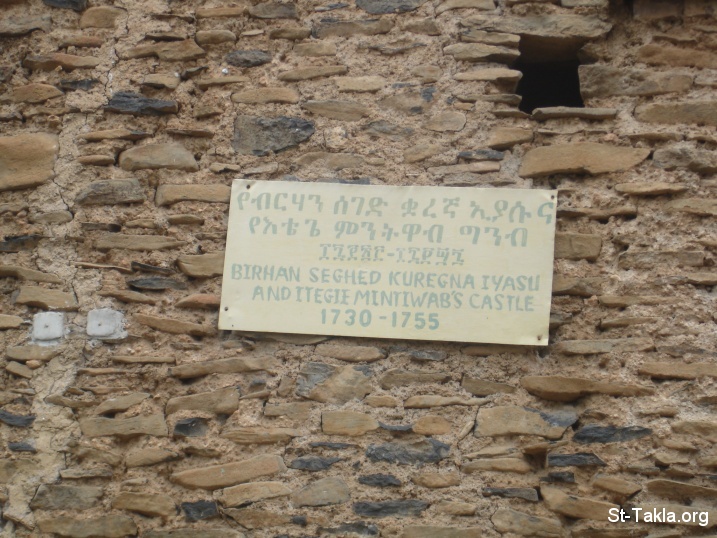 የብርሃን ሰገድ ቋረኛ ኢያሱና
የእቴጌ ምንትዋብ ግንብ
BIRHAN SEGHED KUREGNA IYASU
AND ITEGIE MINTIWAB'S CASTLE
1730 - 1755
St-Takla.org